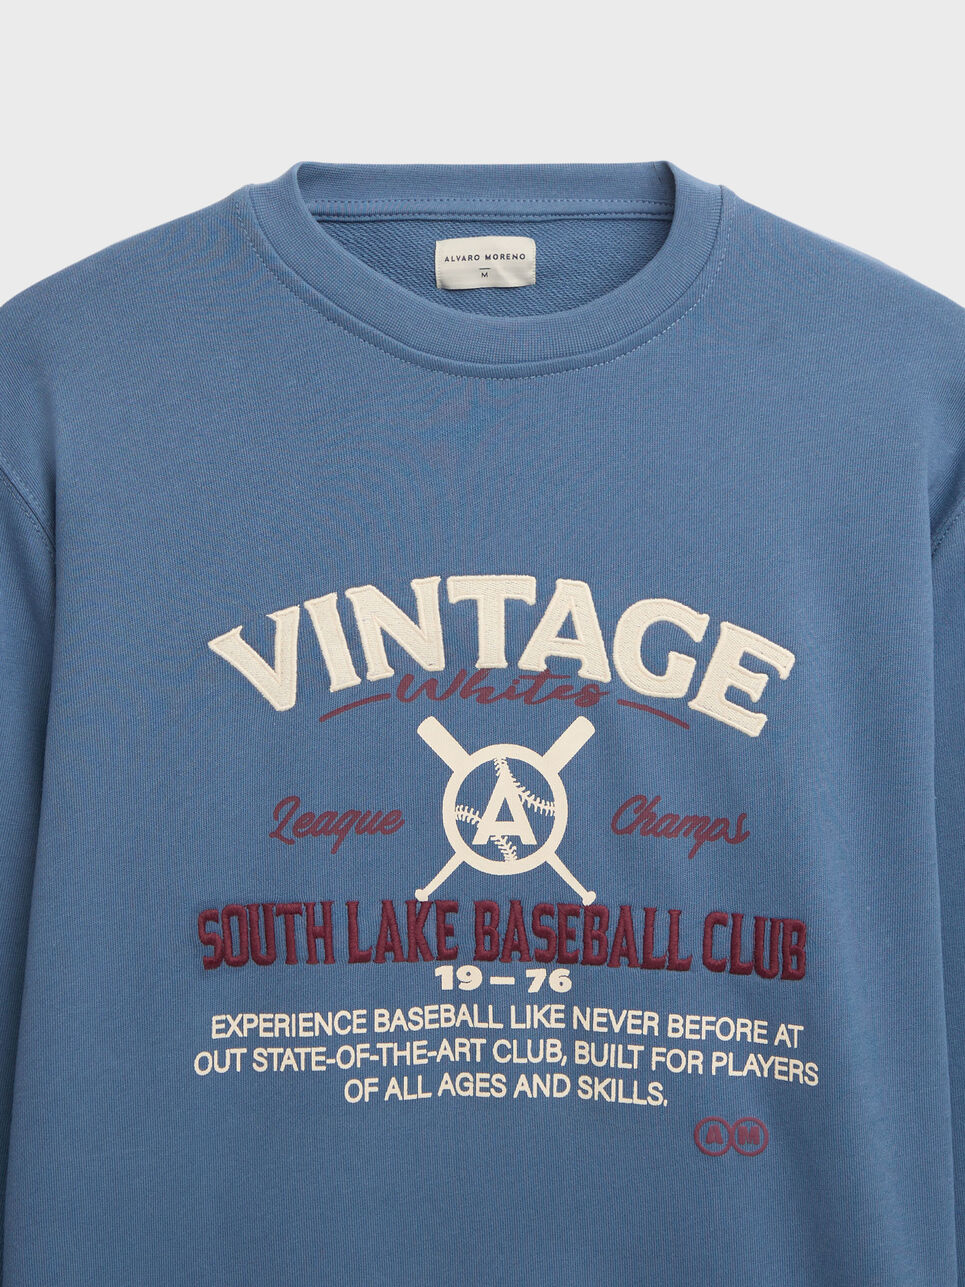 ALVARO MORENO
M
VINTAGE
Whites
A
League Champs
SOUTH LAKE BASEBALL CLUB
19 – 76
EXPERIENCE BASEBALL LIKE NEVER BEFORE AT
OUT STATE-OF-THE-ART CLUB, BUILT FOR PLAYERS
OF ALL AGES AND SKILLS.
A M